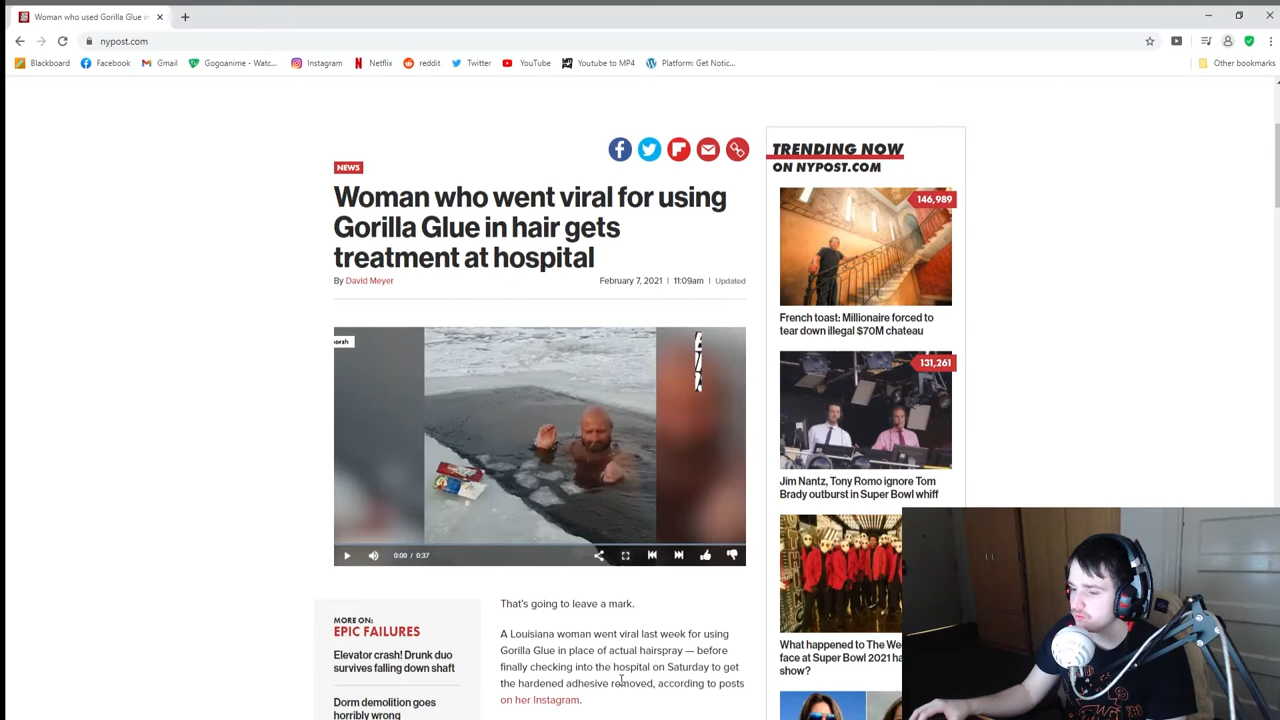 Woman who used Gorilla Glue in
nypost.com
Blackboard Facebook Gmail Gogoanime - Watc... Instagram Netflix reddit Twitter YouTube Youtube to MP4 Platform: Get Notic... Other bookmarks
NEWS
Woman who went viral for using
Gorilla Glue in hair gets
treatment at hospital
By David Meyer February 7, 2021 | 11:09am | Updated
0:00 / 0:37
MORE ON:
EPIC FAILURES
Elevator crash! Drunk duo
survives falling down shaft
Dorm demolition goes
horribly wrong
That's going to leave a mark.
A Louisiana woman went viral last week for using
Gorilla Glue in place of actual hairspray — before
finally checking into the hospital on Saturday to get
the hardened adhesive removed, according to posts
on her Instagram.
TRENDING NOW
ON NYPOST.COM
146,989
French toast: Millionaire forced to
tear down illegal $70M chateau
131,261
Jim Nantz, Tony Romo ignore Tom
Brady outburst in Super Bowl whiff
What happened to The We
face at Super Bowl 2021 ha
show?